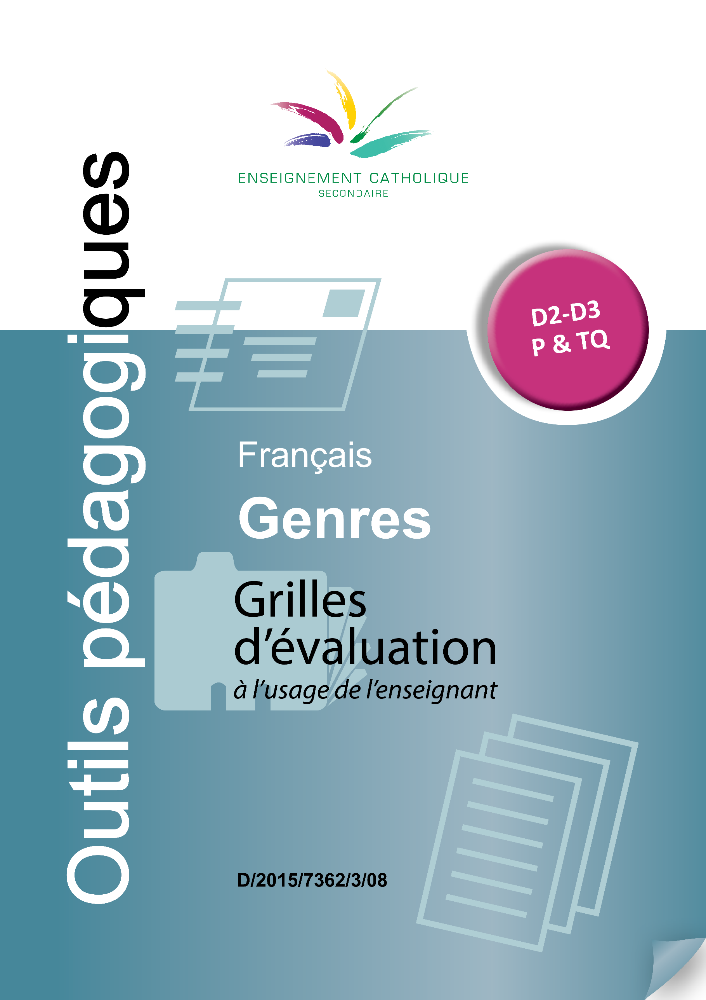 ENSEIGNEMENT CATHOLIQUE
SECONDAIRE
Outils pédagogiques
D2-D3
P & TQ
Français
Genres
Grilles
d’évaluation
à l’usage de l’enseignant
D/2015/7362/3/08